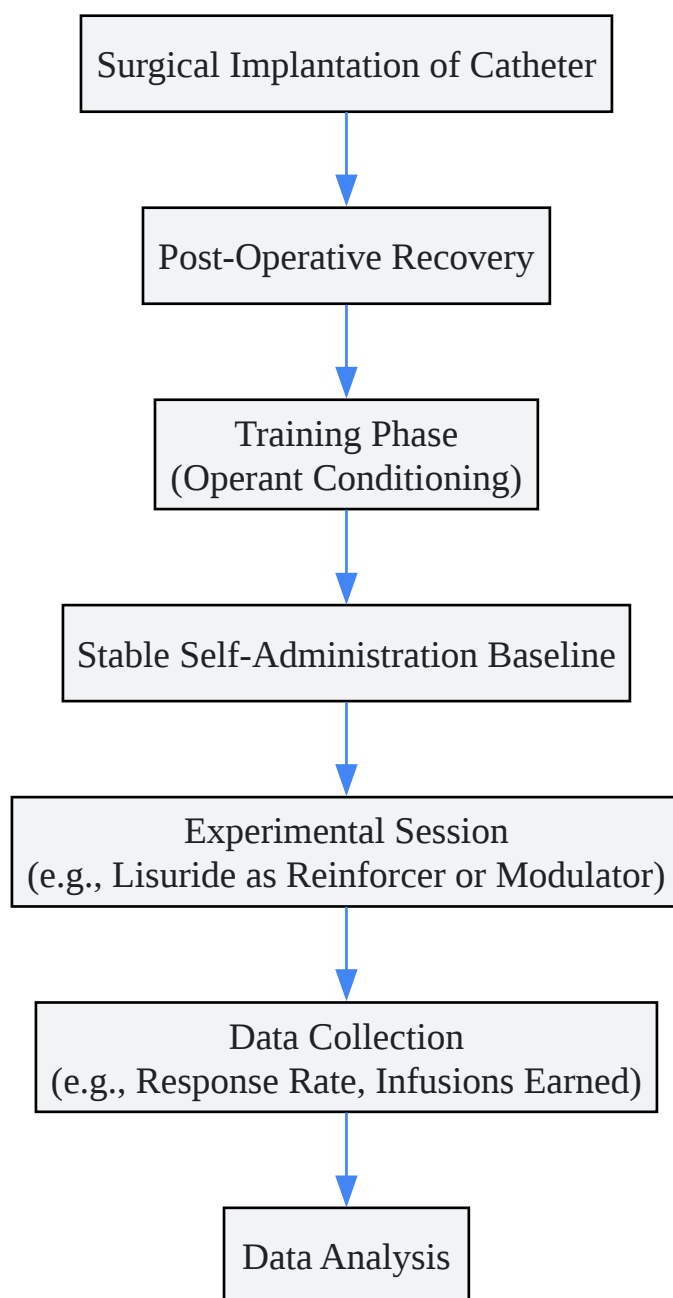 Surgical Implantation of Catheter
Post-Operative Recovery
Training Phase
(Operant Conditioning)
Stable Self-Administration Baseline
Experimental Session
(e.g., Lisuride as Reinforcer or Modulator)
Data Collection
(e.g., Response Rate, Infusions Earned)
Data Analysis